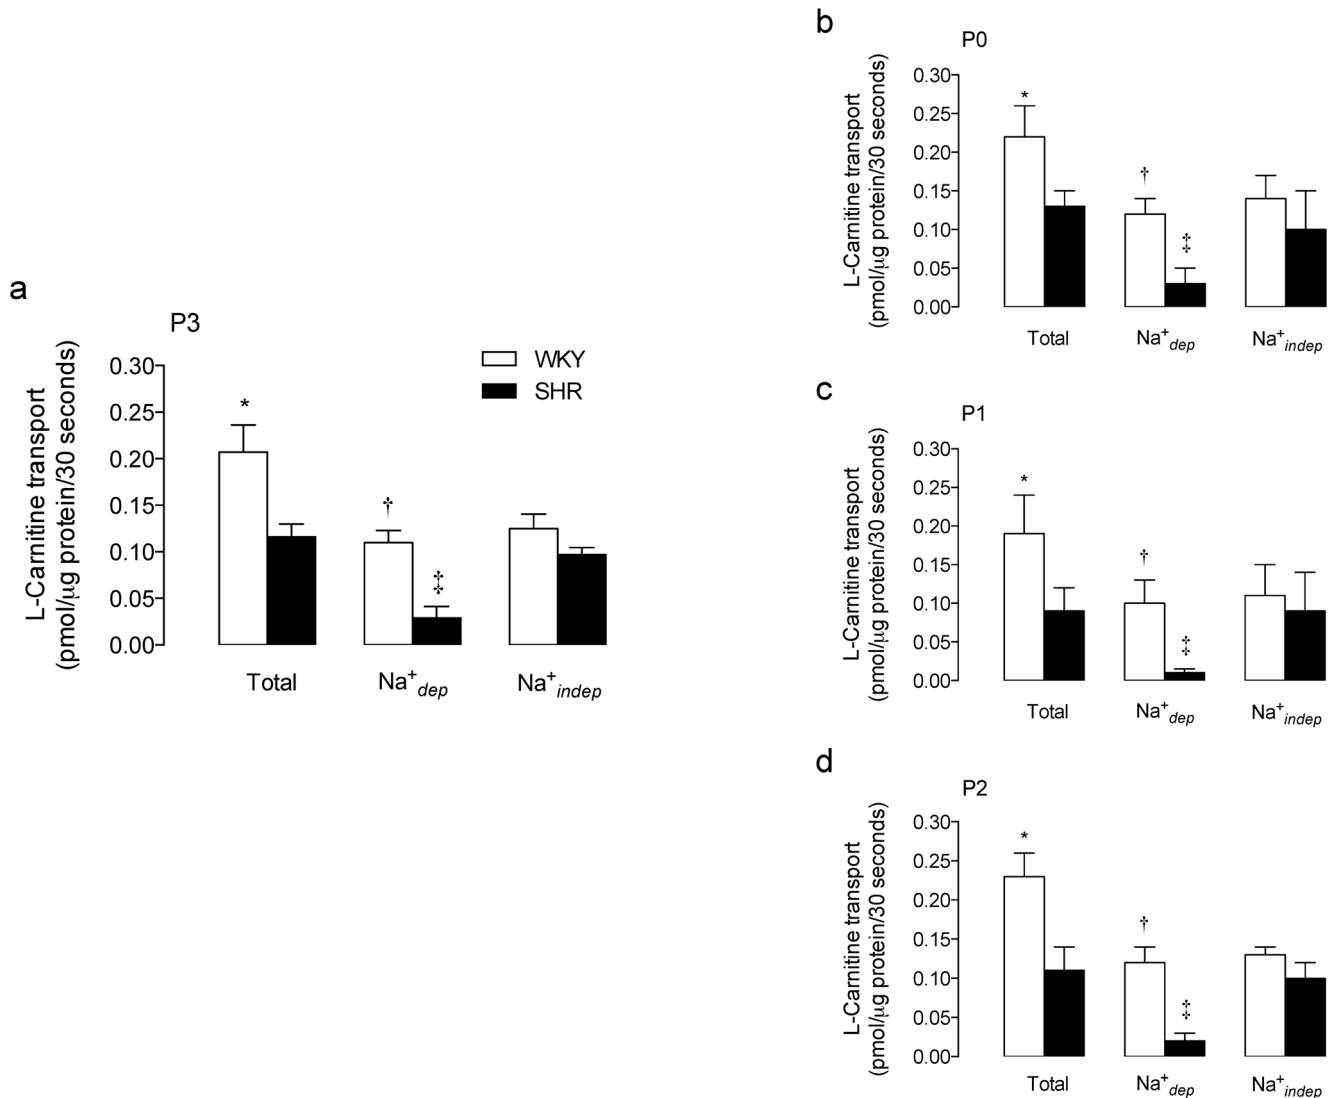 a
P3
L-Carnitine transport
(pmol/µg protein/30 seconds)
0.30
0.25
0.20
0.15
0.10
0.05
0.00
WKY
SHR
*
†
‡
Total
Na+dep
Na+indep
b
P0
L-Carnitine transport
(pmol/µg protein/30 seconds)
0.30
0.25
0.20
0.15
0.10
0.05
0.00
*
†
‡
Total
Na+dep
Na+indep
c
P1
L-Carnitine transport
(pmol/µg protein/30 seconds)
0.30
0.25
0.20
0.15
0.10
0.05
0.00
*
†
‡
Total
Na+dep
Na+indep
d
P2
L-Carnitine transport
(pmol/µg protein/30 seconds)
0.30
0.25
0.20
0.15
0.10
0.05
0.00
*
†
‡
Total
Na+dep
Na+indep